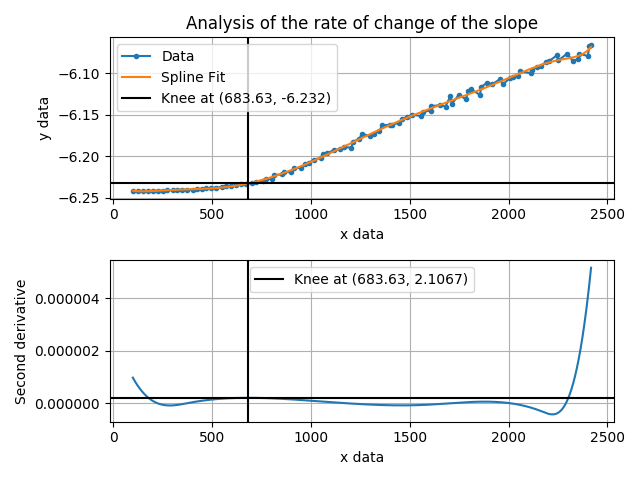 Analysis of the rate of change of the slope
Data
Spline Fit
Knee at (683.63, -6.232)
y data
−6.10
−6.15
−6.20
−6.25
0 500 1000 1500 2000 2500
x data
Knee at (683.63, 2.1067)
Second derivative
0.000004
0.000002
0.000000
0 500 1000 1500 2000 2500
x data